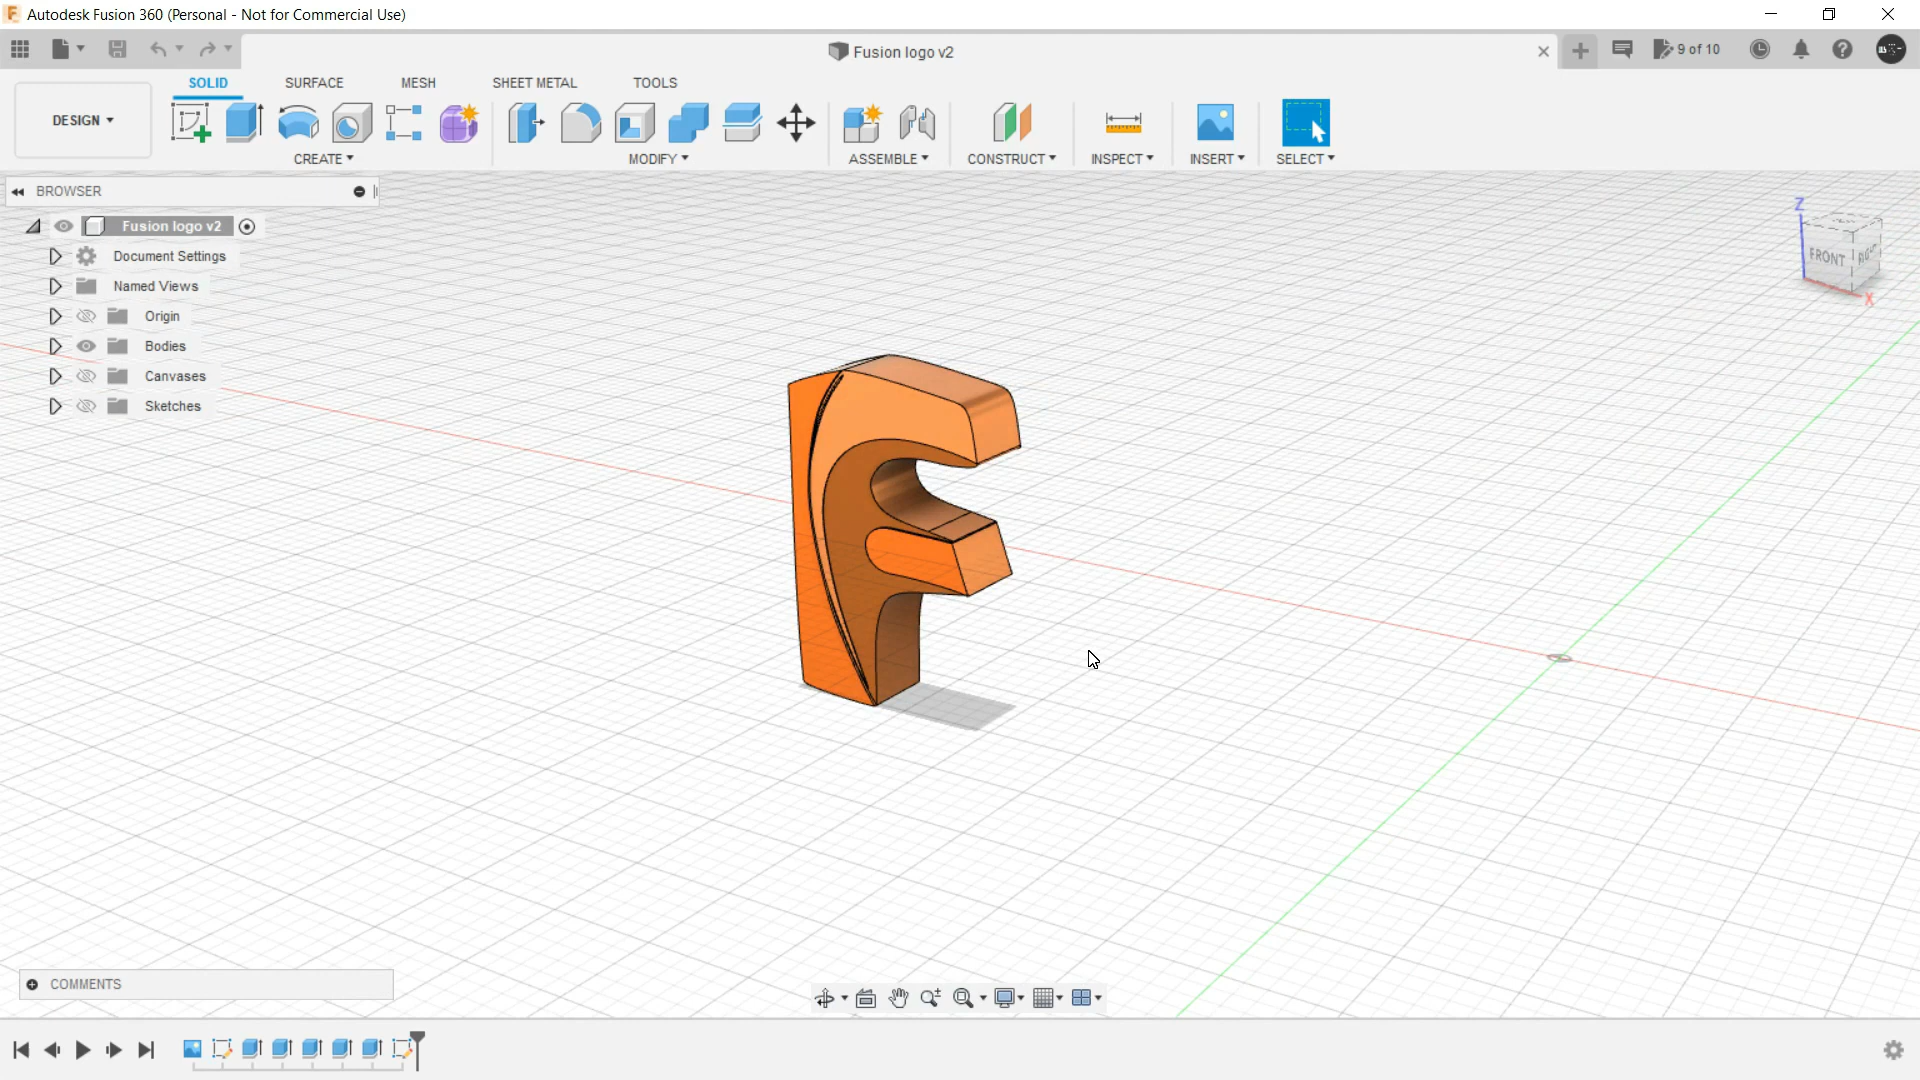 Autodesk Fusion 360 (Personal - Not for Commercial Use)
Fusion logo v2
9 of 10
SOLID
SURFACE
MESH
SHEET METAL
TOOLS
DESIGN
CREATE
MODIFY
ASSEMBLE
CONSTRUCT
INSPECT
INSERT
SELECT
BROWSER
Fusion logo v2
Document Settings
Named Views
Origin
Bodies
Canvases
Sketches
Z
FRONT
RIGHT
X
COMMENTS